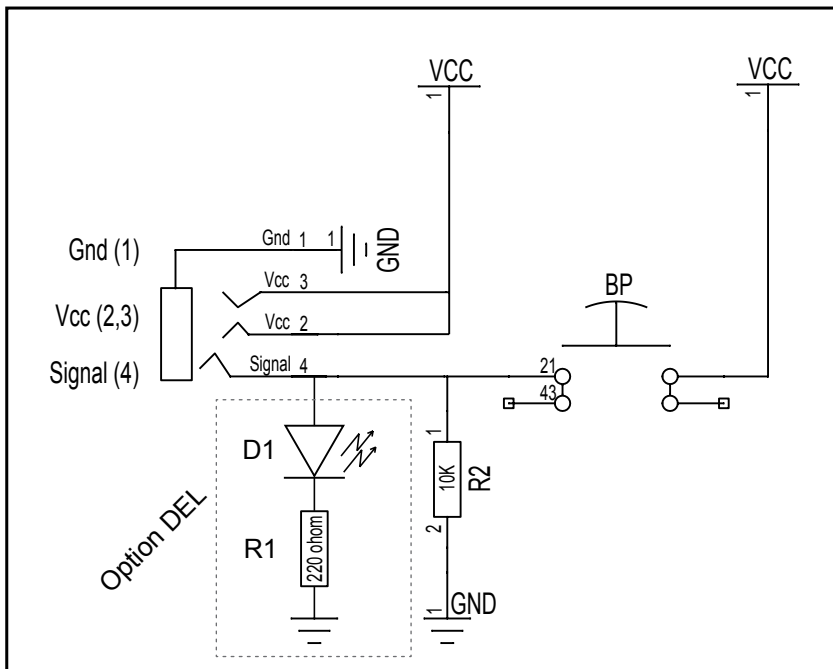 VCC
1
VCC
1
Gnd (1)
Gnd 1
1
GND
Vcc (2,3)
Vcc 3
Vcc 2
BP
Signal (4)
Signal 4
21
43
D1
1
10K
R2
2
Option DEL
R1
220 ohom
1
GND